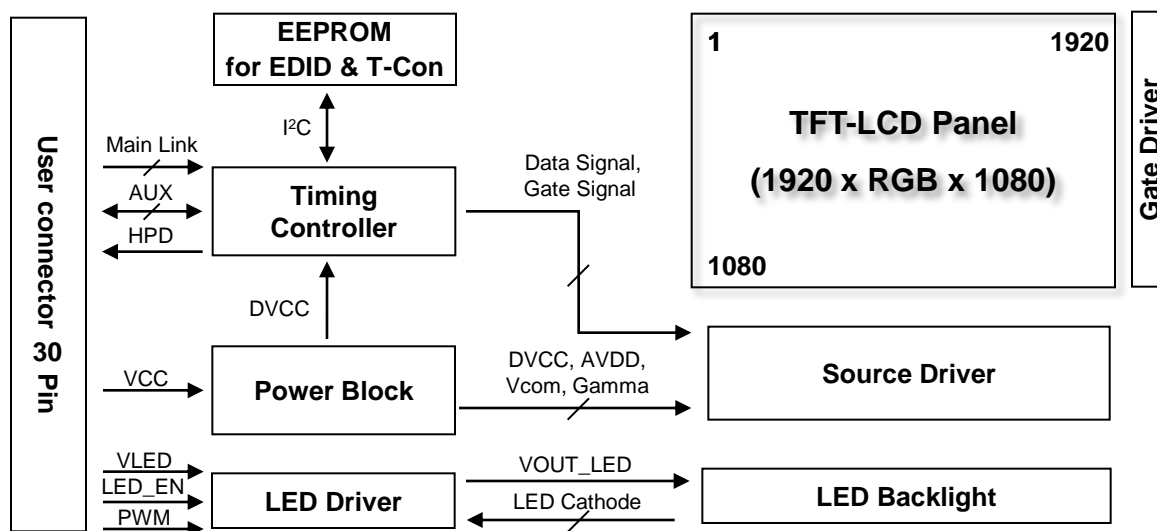 EEPROM
for EDID & T-Con
1
1920
TFT-LCD Panel
(1920 x RGB x 1080)
1080
Gate Driver
User connector 30 Pin
I²C
Main Link
AUX
HPD
Timing
Controller
Data Signal,
Gate Signal
DVCC
VCC
Power Block
DVCC, AVDD,
Vcom, Gamma
Source Driver
VLED
LED_EN
PWM
LED Driver
VOUT_LED
LED Cathode
LED Backlight